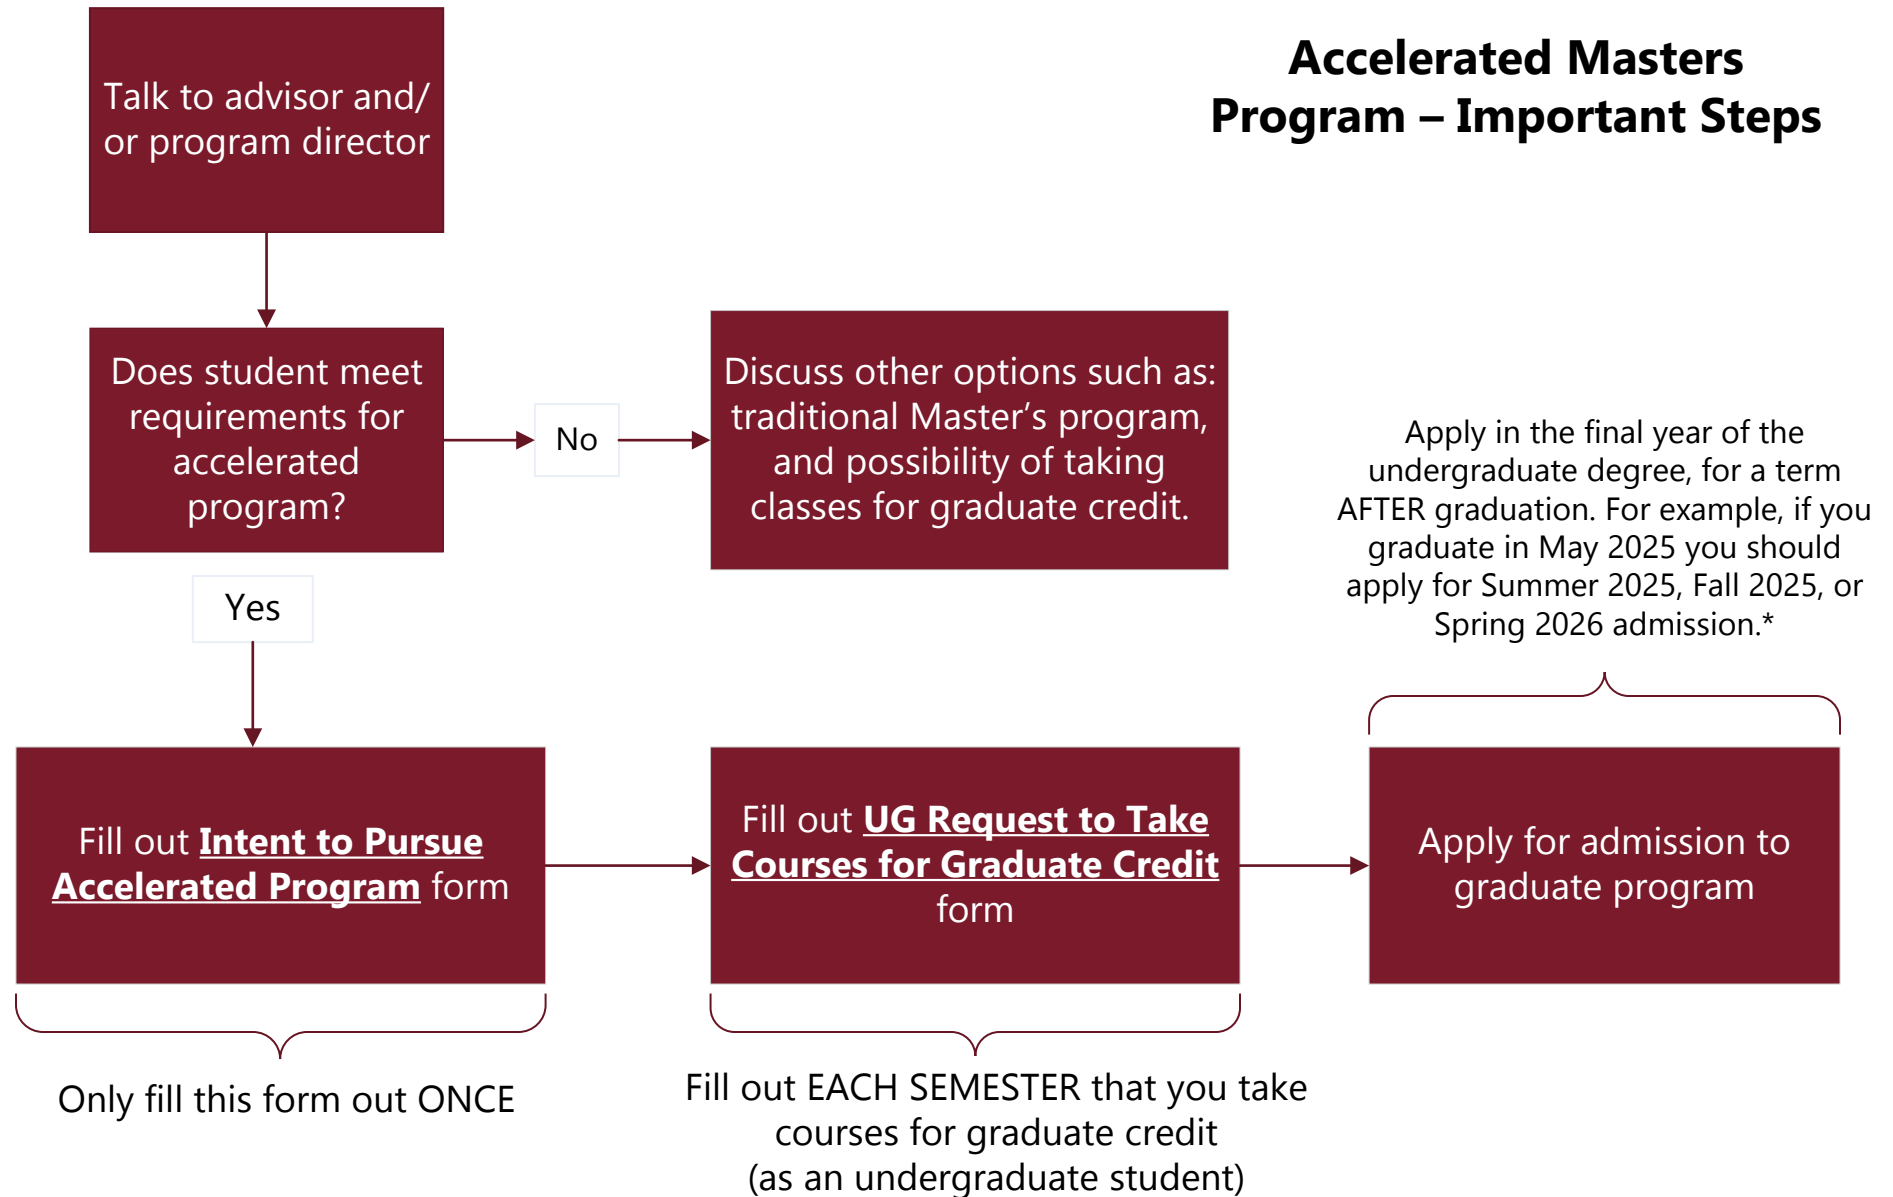 Accelerated Masters
Program – Important Steps
Talk to advisor and/
or program director
Does student meet
requirements for
accelerated
program?
No
Discuss other options such as:
traditional Master’s program,
and possibility of taking
classes for graduate credit.
Yes
Apply in the final year of the
undergraduate degree, for a term
AFTER graduation. For example, if you
graduate in May 2025 you should
apply for Summer 2025, Fall 2025, or
Spring 2026 admission.*
Fill out Intent to Pursue
Accelerated Program form
Fill out UG Request to Take
Courses for Graduate Credit
form
Apply for admission to
graduate program
Only fill this form out ONCE
Fill out EACH SEMESTER that you take
courses for graduate credit
(as an undergraduate student)